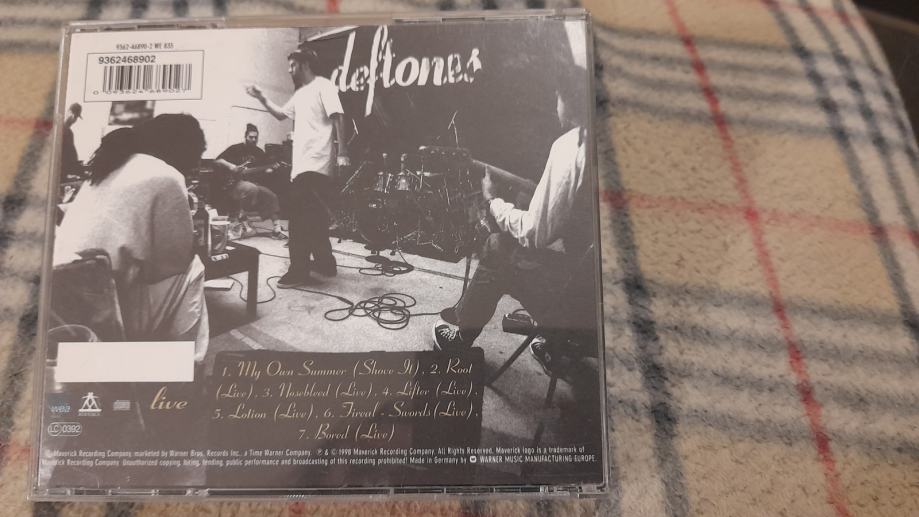 9362-46890-2 WE 835
9362468902
deftones
1. My Own Summer (Shove It), 2. Root
(Live), 3. Nosebleed (Live), 4. Lifter (Live),
5. Lotion (Live), 6. Fireal - Swords (Live),
7. Bored (Live)
wea
live
LC 0392
Maverick Recording Company, marketed by Warner Bros. Records Inc., a Time Warner Company. ℗ & © 1998 Maverick Recording Company. All Rights Reserved. Maverick logo is a trademark of
Maverick Recording Company. Unauthorized copying, hiring, lending, public performance and broadcasting of this recording prohibited! Made in Germany by WARNER MUSIC MANUFACTURING EUROPE.